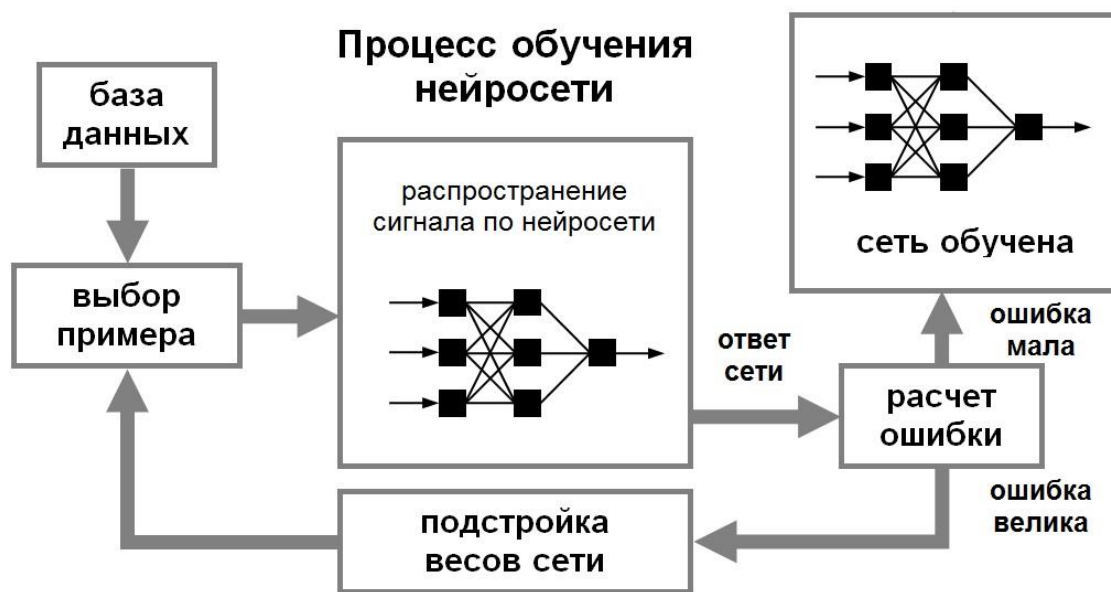 Процесс обучения
нейросети
база
данных
выбор
примера
распространение
сигнала по нейросети
ответ
сети
расчет
ошибки
ошибка
мала
сеть обучена
ошибка
велика
подстройка
весов сети